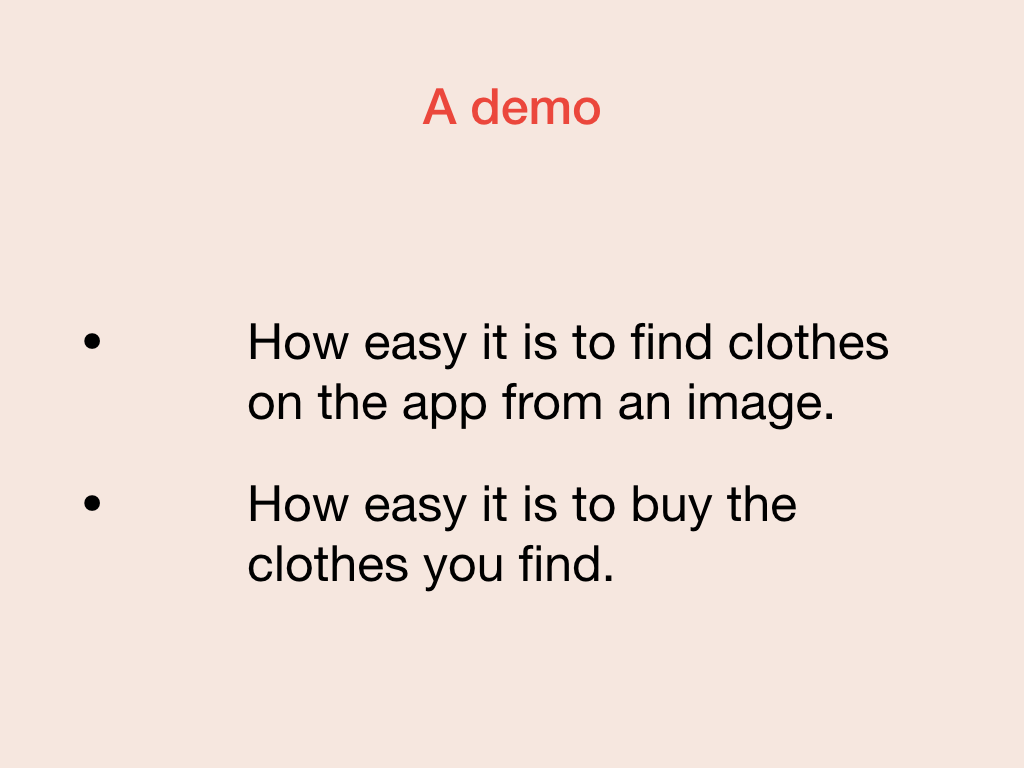 A demo
• How easy it is to find clothes
on the app from an image.
• How easy it is to buy the
clothes you find.